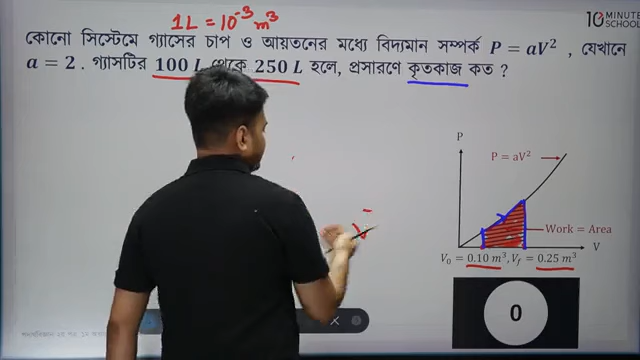 1L = 10⁻³ m³
10 MINUTE SCHOOL
কোনো সিস্টেমে গ্যাসের চাপ ও আয়তনের মধ্যে বিদ্যমান সম্পর্ক P = aV², যেখানে
a = 2. গ্যাসটির 100 L থেকে 250 L হলে, প্রসারণে কৃতকাজ কত ?
P
P = aV²
Work = Area
V
V₀ = 0.10 m³, V_f = 0.25 m³
0